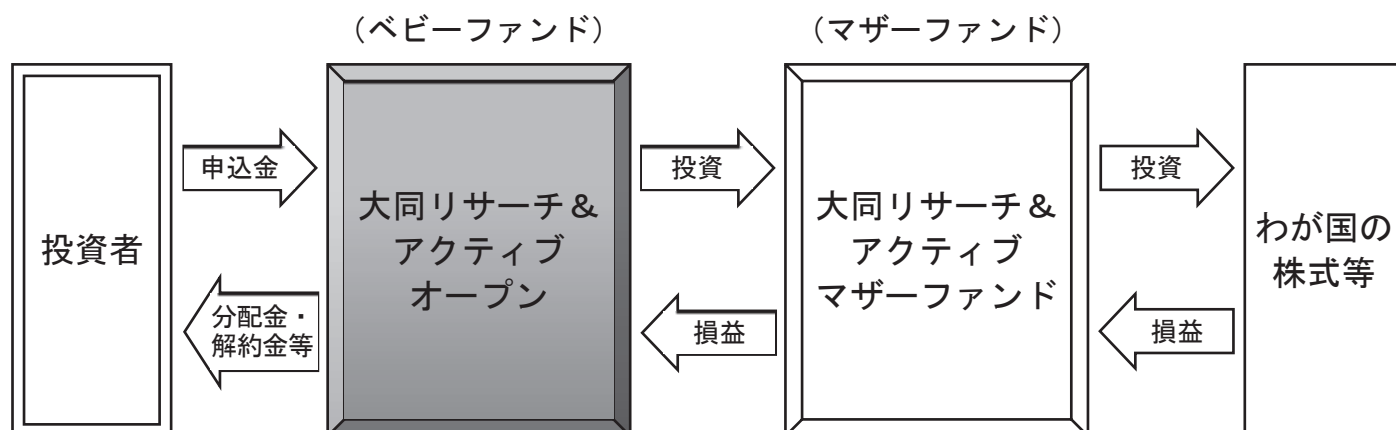 （ベビーファンド）
（マザーファンド）
投資者
申込金
分配金・
解約金等
大同リサーチ＆
アクティブ
オープン
投資
損益
大同リサーチ＆
アクティブ
マザーファンド
投資
損益
わが国の
株式等